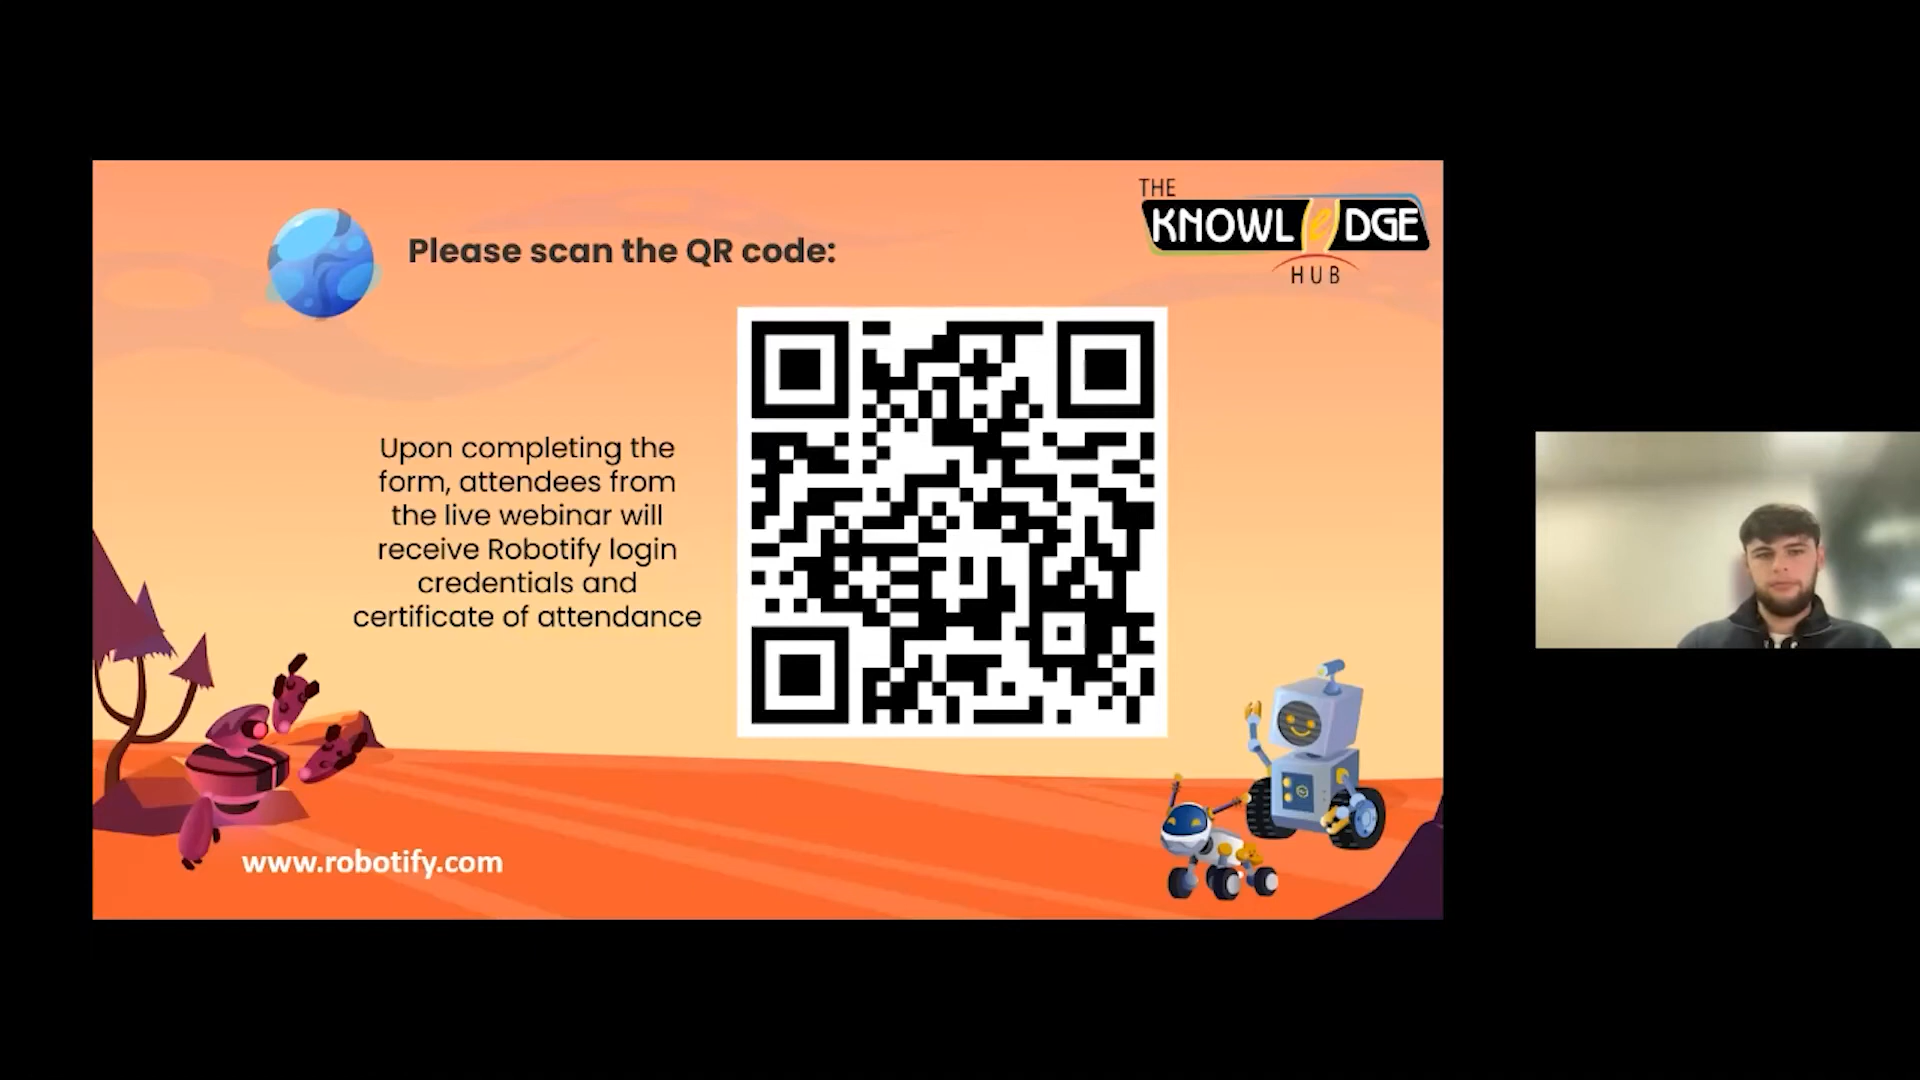 THE
KNOWLeDGE
HUB
Please scan the QR code:
Upon completing the
form, attendees from
the live webinar will
receive Robotify login
credentials and
certificate of attendance
www.robotify.com